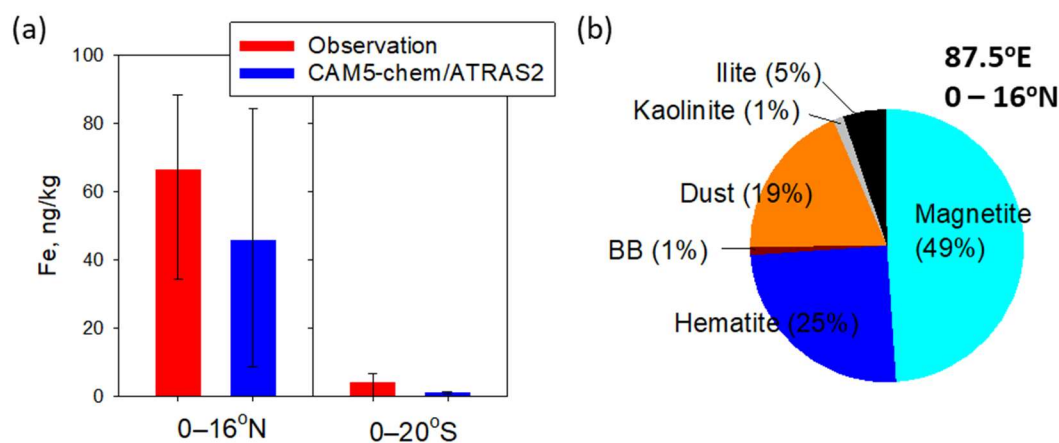 (a)
Observation
CAM5-chem/ATRAS2
100
80
60
40
20
0
Fe, ng/kg
0–16°N
0–20°S
(b)
87.5°E
0 – 16°N
Ilite (5%)
Kaolinite (1%)
Dust (19%)
BB (1%)
Hematite (25%)
Magnetite
(49%)